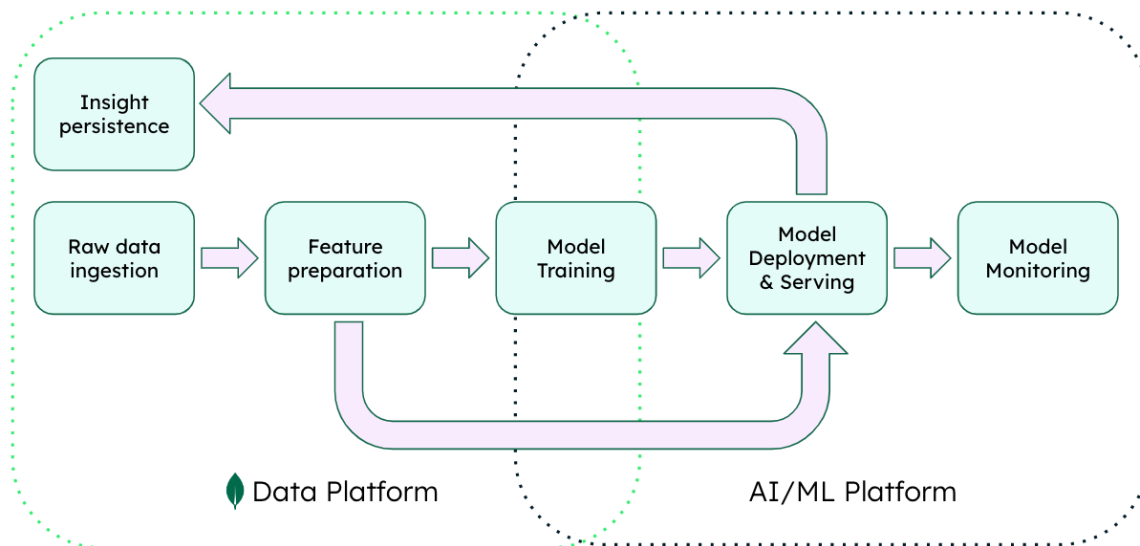 Insight
persistence
Raw data
ingestion
Feature
preparation
Model
Training
Model
Deployment
& Serving
Model
Monitoring
Data Platform
AI/ML Platform